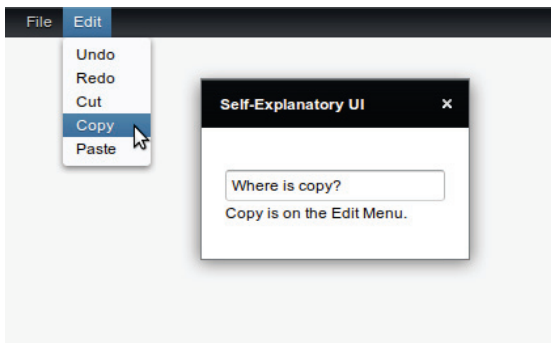 File Edit
Undo
Redo
Cut
Copy
Paste
Self-Explanatory UI ×
Where is copy?
Copy is on the Edit Menu.